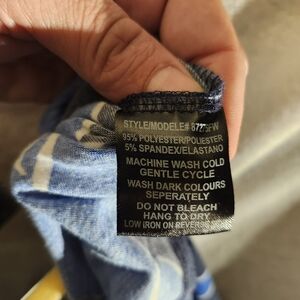 STYLE/MODELE#
95% POLYESTER/POLYESTER
5% SPANDEX/ELASTANO
MACHINE WASH COLD
GENTLE CYCLE
WASH DARK COLOURS
SEPERATELY
DO NOT BLEACH
HANG TO DRY
LOW IRON ON REVERSE